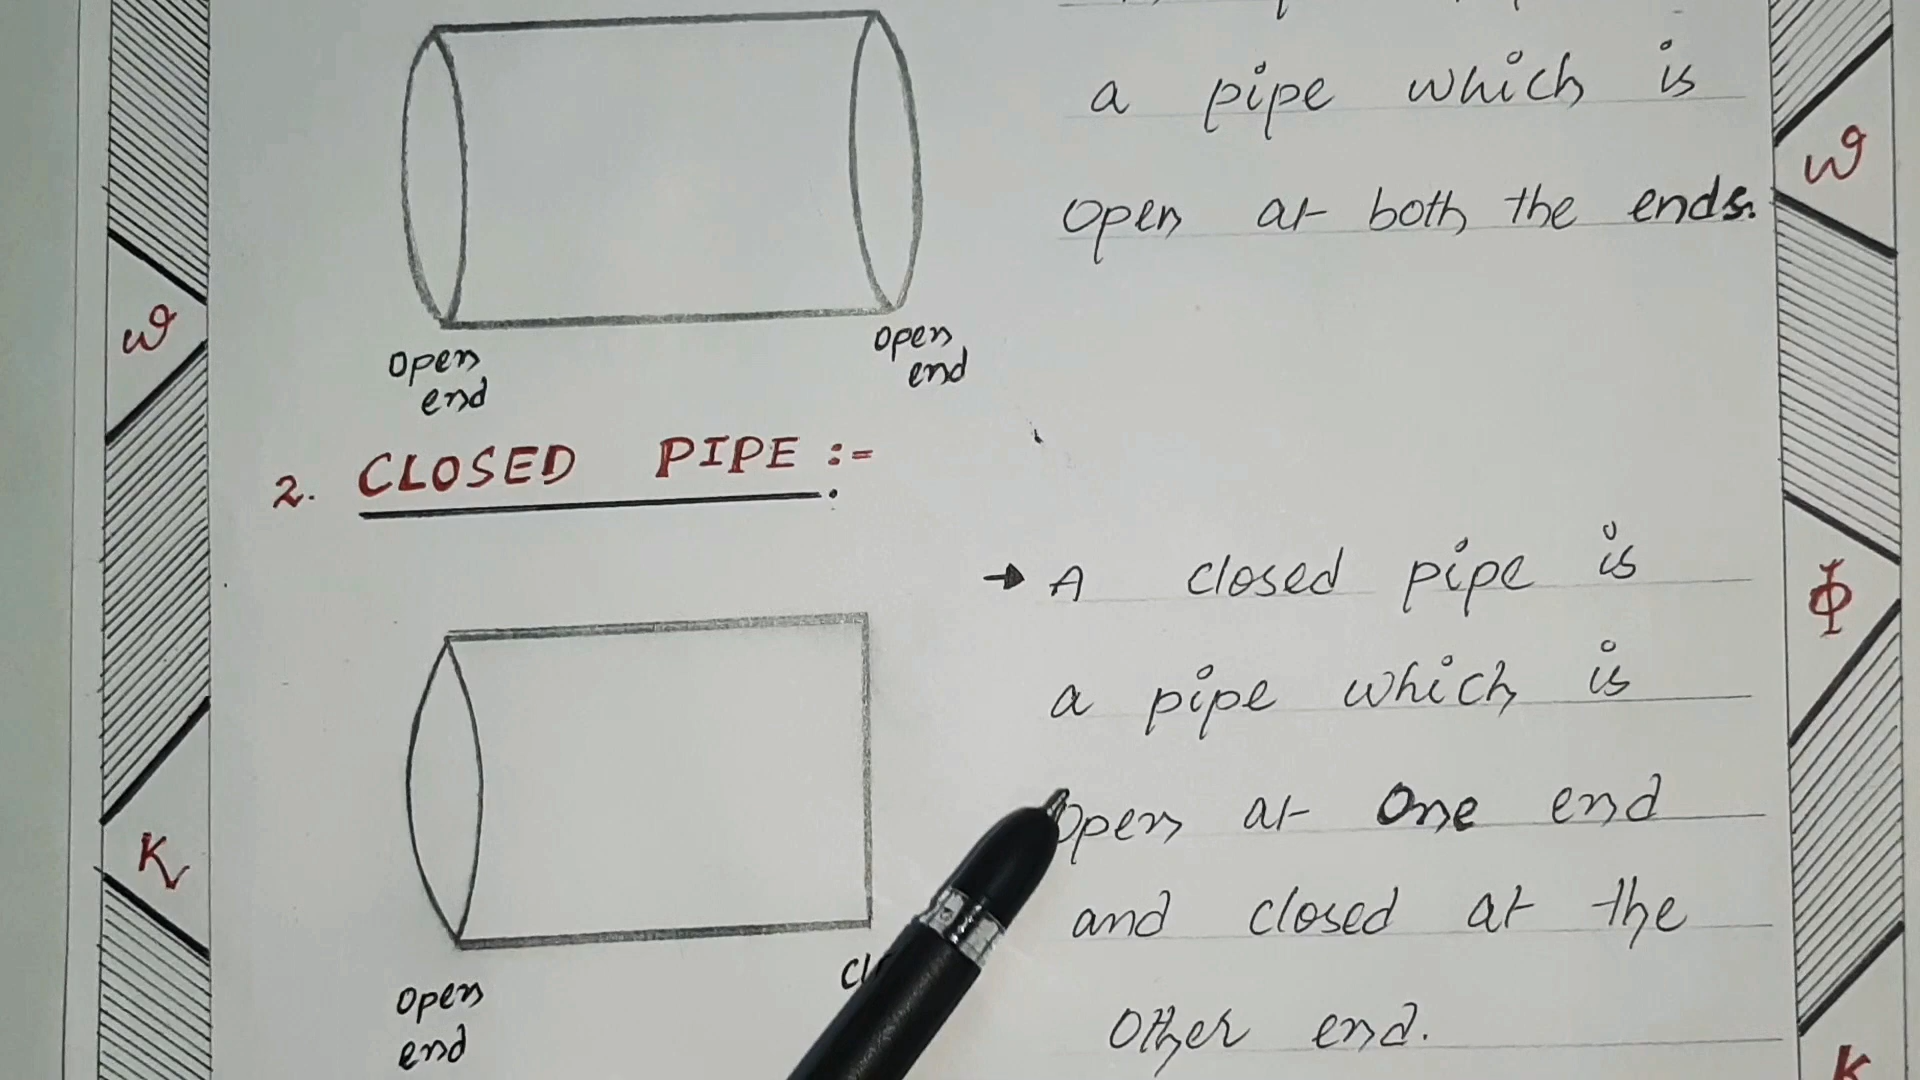 a pipe which is
open at both the ends.
open
end
open
end
2. CLOSED PIPE :-
→ A closed pipe is
a pipe which is
open at one end
and closed at the
other end.
open
end
ω
K
ω
Φ
K